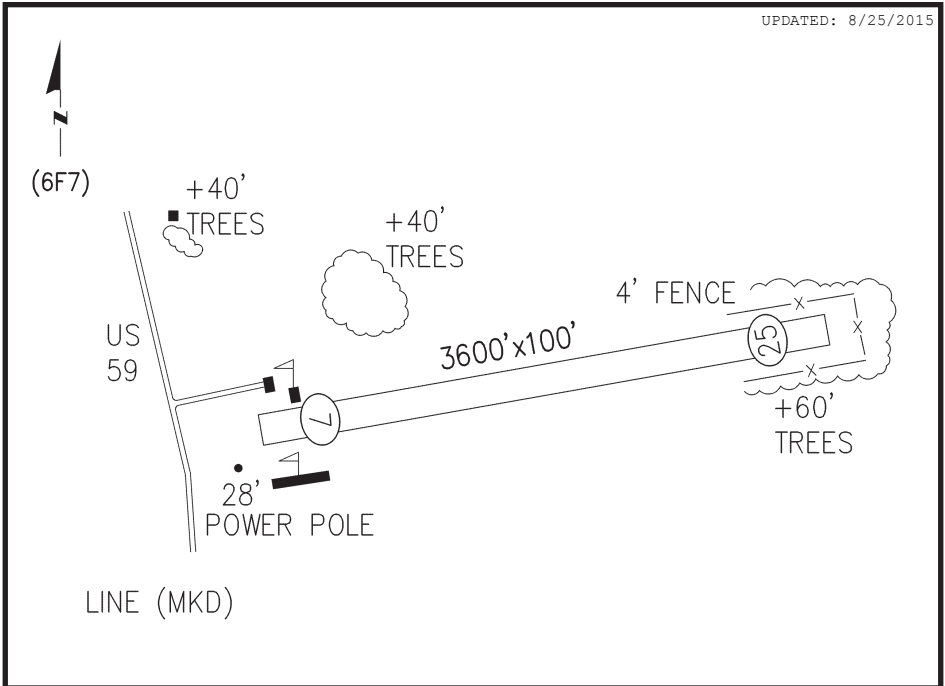 UPDATED: 8/25/2015
N
(6F7)
+40'
TREES
+40'
TREES
4' FENCE
US
59
3600'x100'
25
7
+60'
TREES
28'
POWER POLE
LINE (MKD)